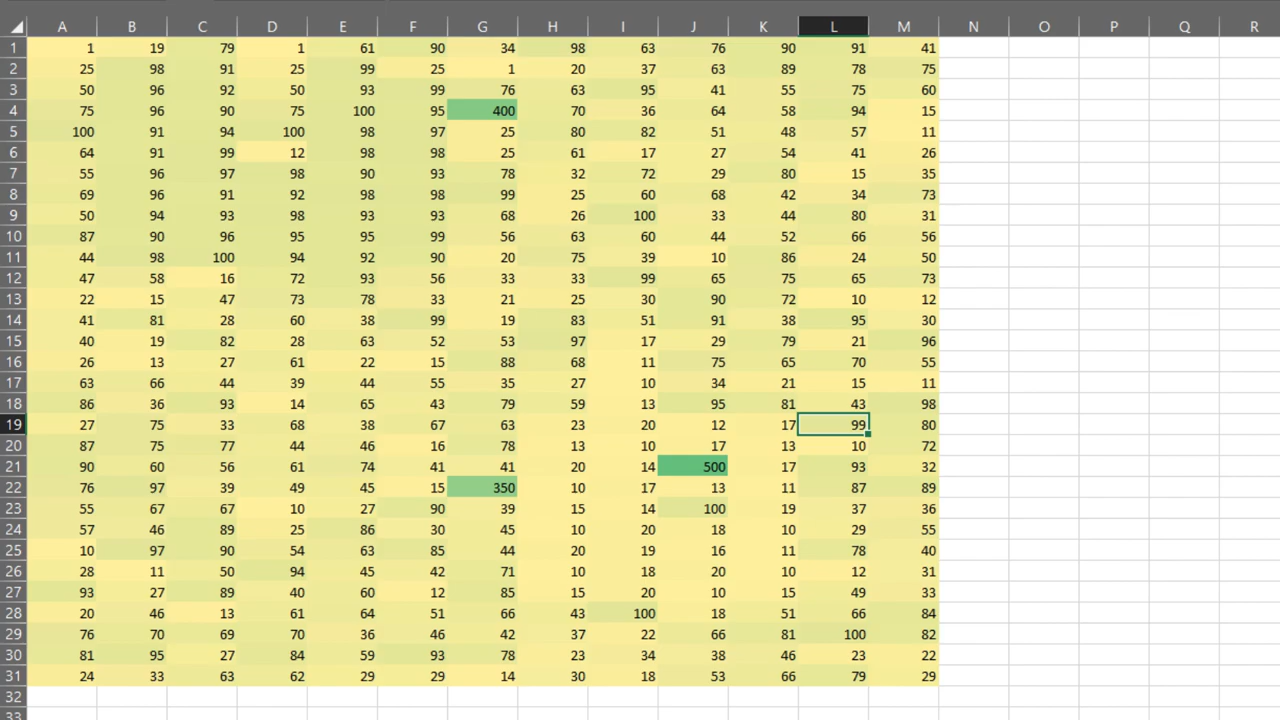 A B C D E F G H I J K L M N O P Q R
1 1 19 79 1 61 90 34 98 63 76 90 91 41
2 25 98 91 25 99 25 1 20 37 63 89 78 75
3 50 96 92 50 93 99 76 63 95 41 55 75 60
4 75 96 90 75 100 95 400 70 36 64 58 94 15
5 100 91 94 100 98 97 25 80 82 51 48 57 11
6 64 91 99 12 98 98 25 61 17 27 54 41 26
7 55 96 97 98 90 93 78 32 72 29 80 15 35
8 69 96 91 92 98 98 99 25 60 68 42 34 73
9 50 94 93 98 93 93 68 26 100 33 44 80 31
10 87 90 96 95 95 99 56 63 60 44 52 66 56
11 44 98 100 94 92 90 20 75 39 10 86 24 50
12 47 58 16 72 93 56 33 33 99 65 75 65 73
13 22 15 47 73 78 33 21 25 30 90 72 10 12
14 41 81 28 60 38 99 19 83 51 91 38 95 30
15 40 19 82 28 63 52 53 97 17 29 79 21 96
16 26 13 27 61 22 15 88 68 11 75 65 70 55
17 63 66 44 39 44 55 35 27 10 34 21 15 11
18 86 36 93 14 65 43 79 59 13 95 81 43 98
19 27 75 33 68 38 67 63 23 20 12 17 99 80
20 87 75 77 44 46 16 78 13 10 17 13 10 72
21 90 60 56 61 74 41 41 20 14 500 17 93 32
22 76 97 39 49 45 15 350 10 17 13 11 87 89
23 55 67 67 10 27 90 39 15 14 100 19 37 36
24 57 46 89 25 86 30 45 10 20 18 10 29 55
25 10 97 90 54 63 85 44 20 19 16 11 78 40
26 28 11 50 94 45 42 71 10 18 20 10 12 31
27 93 27 89 40 60 12 85 15 20 10 15 49 33
28 20 46 13 61 64 51 66 43 100 18 51 66 84
29 76 70 69 70 36 46 42 37 22 66 81 100 82
30 81 95 27 84 59 93 78 23 34 38 46 23 22
31 24 33 63 62 29 29 14 30 18 53 66 79 29
32
33